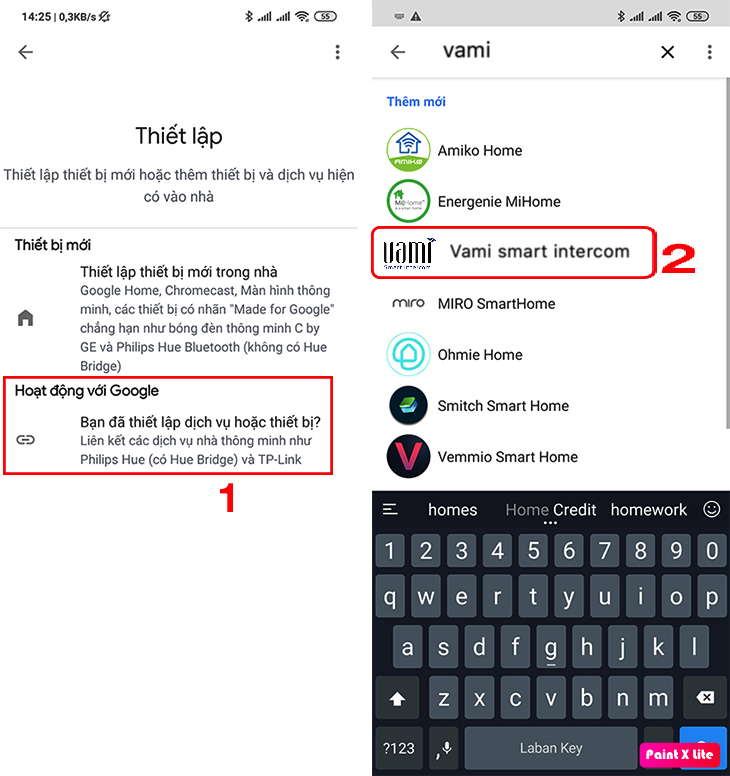 14:25 | 0,3KB/s
55
Thiết lập
Thiết lập thiết bị mới hoặc thêm thiết bị và dịch vụ hiện
có vào nhà
Thiết bị mới
Thiết lập thiết bị mới trong nhà
Google Home, Chromecast, Màn hình thông
minh, các thiết bị có nhãn "Made for Google"
chẳng hạn như bóng đèn thông minh C by
GE và Philips Hue Bluetooth (không có Hue
Bridge)
Hoạt động với Google
Bạn đã thiết lập dịch vụ hoặc thiết bị?
Liên kết các dịch vụ nhà thông minh như
Philips Hue (có Hue Bridge) và TP-Link
1
55
vami
Thêm mới
AMIKO
Amiko Home
Mi|Home
Energenie MiHome
vami
Smart Intercom
Vami smart intercom
2
miro
MIRO SmartHome
Ohmie Home
Smitch Smart Home
Vemmio Smart Home
homes Home Credit homework
1 2 3 4 5 6 7 8 9 0
q w e r t y u i o p
a s d f g h j k l
z x c v b n m
?123 , Laban Key
Paint X Lite